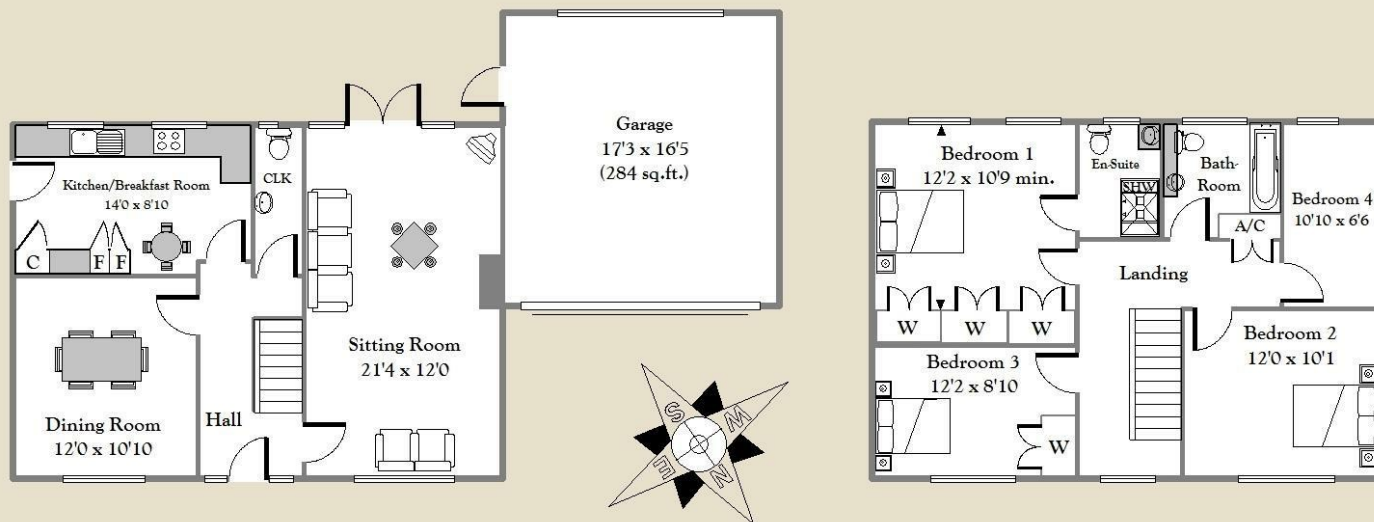 Garage
17'3 x 16'5
(284 sq.ft.)
Kitchen/Breakfast Room
14'0 x 8'10
CLK
C
F
F
Sitting Room
21'4 x 12'0
Dining Room
12'0 x 10'10
Hall
S
W
E
N
Bedroom 1
12'2 x 10'9 min.
En-Suite
SHW
Bath-
Room
A/C
Bedroom 4
10'10 x 6'6
Landing
W
W
W
Bedroom 3
12'2 x 8'10
W
Bedroom 2
12'0 x 10'1